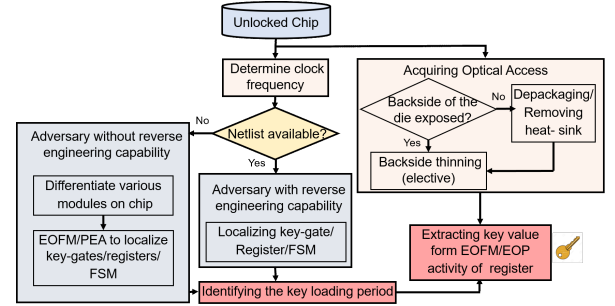 Unlocked Chip
Determine clock
frequency
Netlist available?
No
Yes
Adversary without reverse
engineering capability
Differentiate various
modules on chip
EOFM/PEA to localize
key-gates/registers/
FSM
Adversary with reverse
engineering capability
Localizing key-gate/
Register/FSM
Identifying the key loading period
Acquiring Optical Access
Backside of the
die exposed?
No
Yes
Depackaging/
Removing
heat- sink
Backside thinning
(elective)
Extracting key value
form EOFM/EOP
activity of register